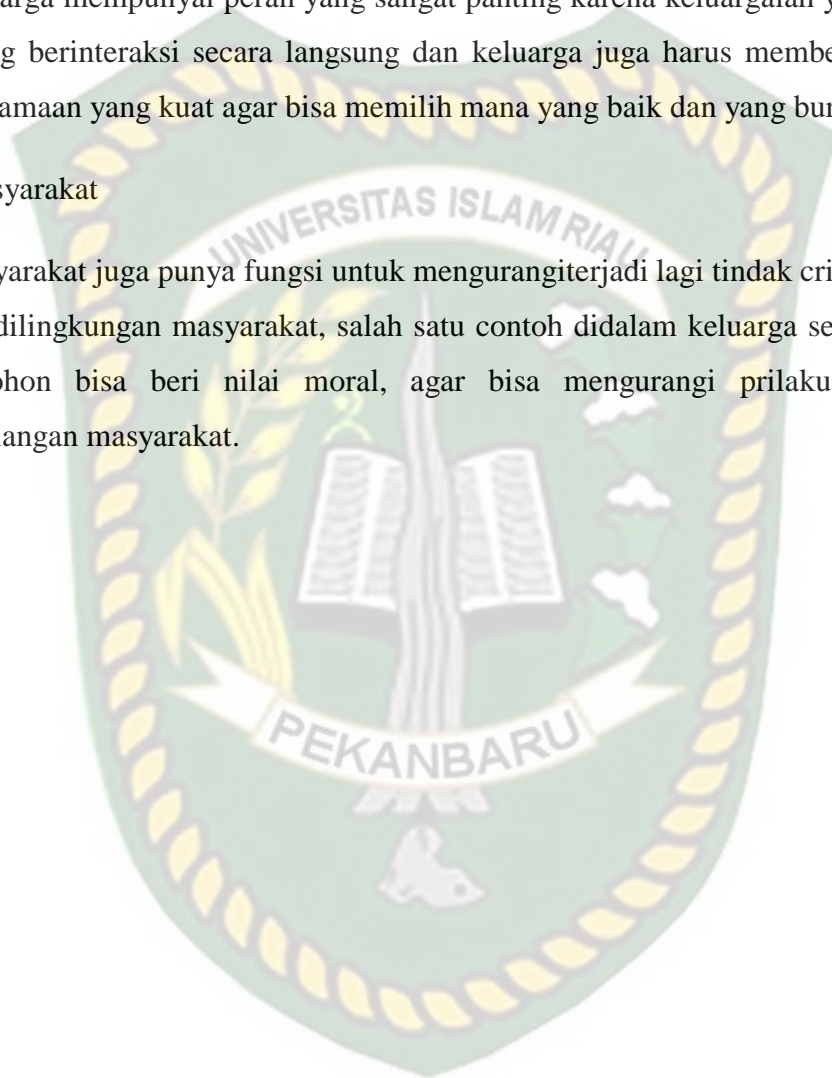 arga mempunyai peran yang sangat panting karena keluargalah y
g berinteraksi secara langsung dan keluarga juga harus membe
amaan yang kuat agar bisa memilih mana yang baik dan yang bur
syarakat
yarakat juga punya fungsi untuk mengurangiterjadi lagi tindak cri
dilingkungan masyarakat, salah satu contoh didalam keluarga se
ohon bisa beri nilai moral, agar bisa mengurangi prilaku
angan masyarakat.
UNIVERSITAS ISLAM RIAU
PEKANBARU